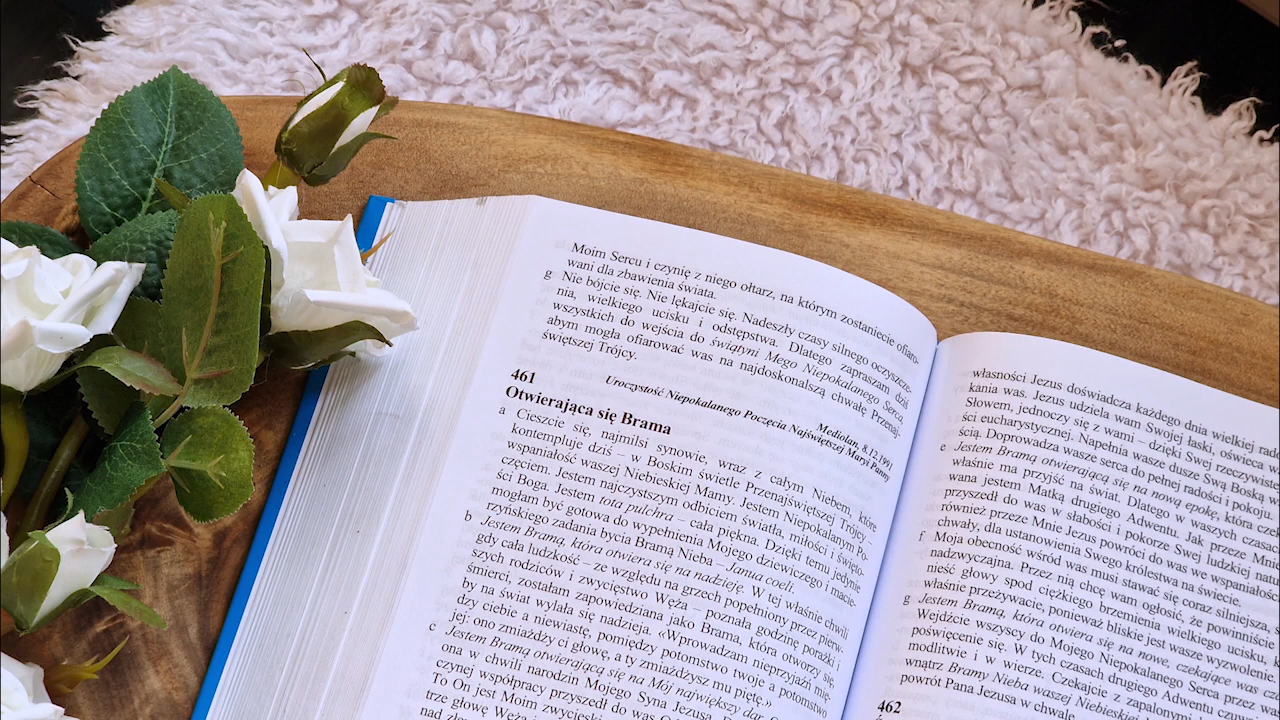 Moim Sercu i czynię z niego ołtarz, na którym zostaniecie ofiaro-
wani dla zbawienia świata.
g Nie bójcie się. Nie lękajcie się. Nadeszły czasy silnego oczyszcze-
nia, wielkiego ucisku i odstępstwa. Dlatego zapraszam dziś
wszystkich do wejścia do świątyni Mego Niepokalanego Serca,
abym mogła ofiarować was na najdoskonalszą chwałę Przenaj-
świętszej Trójcy.
461
Mediolan, 8.12.1991
Uroczystość Niepokalanego Poczęcia Najświętszej Maryi Panny
Otwierająca się Brama
a Cieszcie się, najmilsi synowie, wraz z całym Niebem, które
kontempluje dziś – w Boskim świetle Przenajświętszej Trójcy –
wspaniałość waszej Niebieskiej Mamy. Jestem Niepokalanym Po-
częciem. Jestem najczystszym odbiciem światła, miłości i święto-
ści Boga. Jestem tota pulchra – cała piękna. Dzięki temu jedynie
mogłam być gotowa do wypełnienia Mojego dziewiczego i macie-
rzyńskiego zadania bycia Bramą Nieba – Janua coeli.
b Jestem Bramą, która otwiera się na nadzieję. W tej właśnie chwili
gdy cała ludzkość – ze względu na grzech popełniony przez pierw-
szych rodziców i zwycięstwo Węża – poznała godzinę porażki i
śmierci, zostałam zapowiedziana jako Brama, która otwarła się,
by na świat wylała się nadzieja. «Wprowadzam nieprzyjaźń mię-
dzy ciebie a niewiastę, pomiędzy potomstwo twoje a potomstwo
jej: ono zmiażdży ci głowę, a ty zmiażdżysz mu piętę.»
c Jestem Bramą otwierającą się na Mój największy dar.
ona w chwili narodzin Mojego Syna Jezusa.
czynej współpracy przyszedł do was
To On jest Moim
trze głowę Węża
nad
własności Jezus doświadcza każdego dnia wielkiej rado
kania was. Jezus udziela wam Swojej łaski, oświeca w
Słowem, jednoczy się z wami – dzięki Swej rzeczywiste
ści eucharystycznej. Napełnia wasze dusze Swą Boską
ścią. Doprowadza wasze serca do pełnej radości i pokoju.
e Jestem Bramą otwierającą się na nową epokę, która
właśnie ma przyjść na świat. Dlatego w waszych czasach
wana jestem Matką drugiego Adwentu. Jak przeze Mnie
przyszedł do was w słabości i pokorze Swej ludzkiej natu
również przeze Mnie Jezus powróci do was we wspaniałości
chwały, dla ustanowienia Swego królestwa na świecie.
f Moja obecność wśród was musi stawać się coraz silniejsza,
nadzwyczajna. Przez nią chcę wam ogłosić, że powinniście
nieść głowy spod ciężkiego brzemienia wielkiego ucisku,
właśnie przeżywacie, ponieważ bliskie jest wasze wyzwolenie.
g Jestem Bramą, która otwiera się na nowe, czekające was
Wejdźcie wszyscy do Mojego Niepokalanego Serca przez
poświęcenie się. W tych czasach drugiego Adwentu
modlitwie i w wierze. Czekajcie z zapalonymi
wnątrz bramy Nieba waszej Niebieskiej
powrót Pana Jezusa w chwale.
462